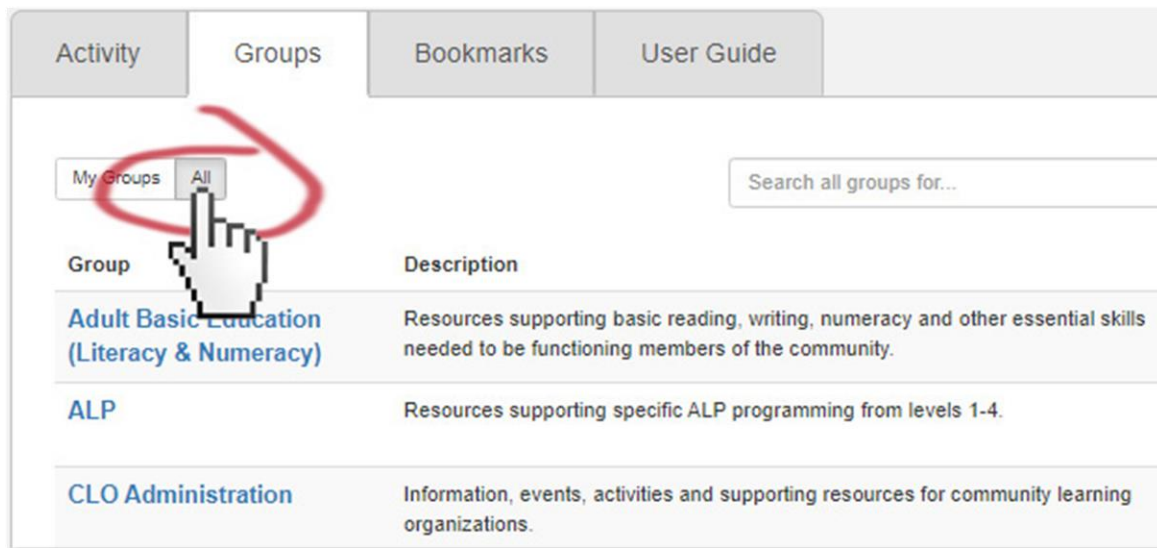 Activity Groups Bookmarks User Guide
My Groups All Search all groups for...
Group Description
Adult Basic Education
(Literacy & Numeracy)
Resources supporting basic reading, writing, numeracy and other essential skills
needed to be functioning members of the community.
ALP Resources supporting specific ALP programming from levels 1-4.
CLO Administration
Information, events, activities and supporting resources for community learning
organizations.